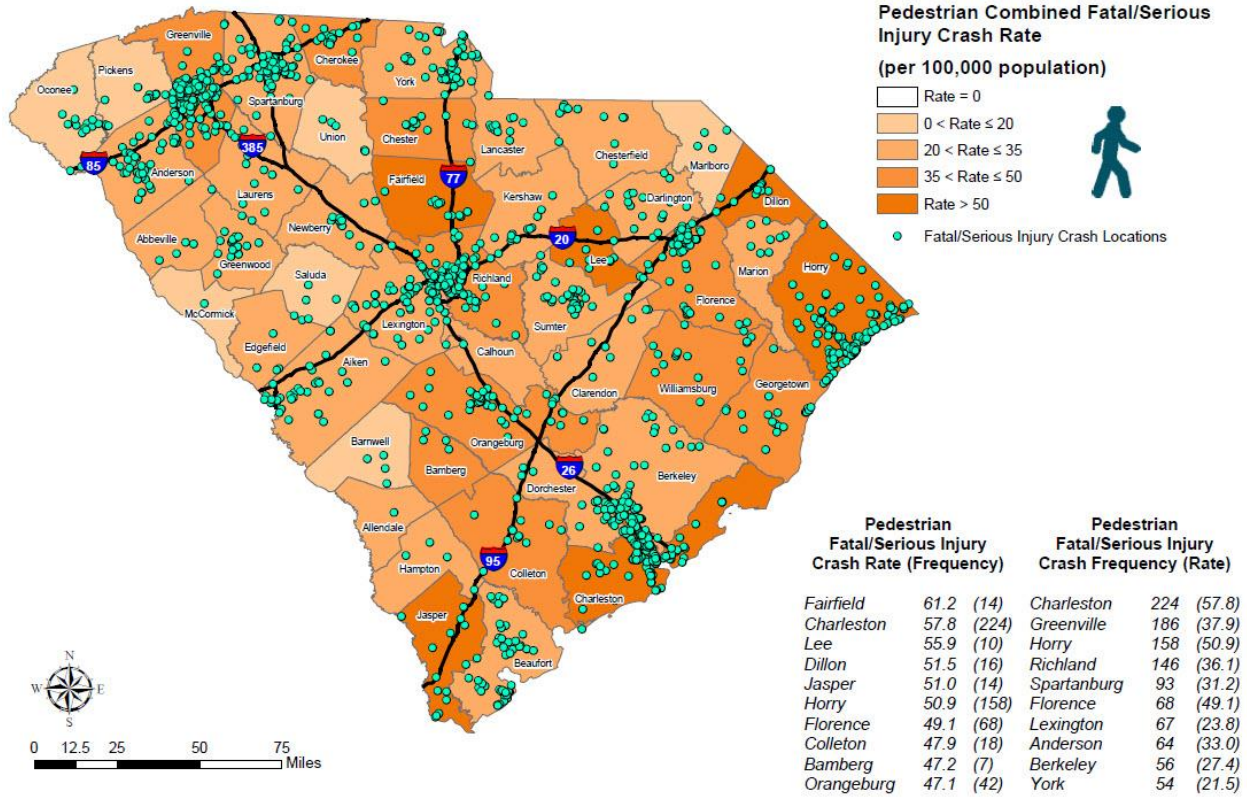 Pedestrian Combined Fatal/Serious
Injury Crash Rate
(per 100,000 population)
Rate = 0
0 < Rate ≤ 20
20 < Rate ≤ 35
35 < Rate ≤ 50
Rate > 50
Fatal/Serious Injury Crash Locations
Greenville
Cherokee
Pickens
York
Oconee
Spartanburg
Union
Chester
Lancaster
385
Chesterfield
Marlboro
85
Anderson
77
Fairfield
Laurens
Kershaw
Darlington
Dillon
Newberry
Abbeville
20
Lee
Greenwood
Saluda
Richland
Marion
Horry
Florence
McCormick
Lexington
Sumter
Edgefield
Calhoun
Aiken
Clarendon
Williamsburg
Georgetown
Barnwell
Orangeburg
Bamberg
26
Berkeley
Dorchester
Allendale
95
Hampton
Colleton
Charleston
Jasper
Beaufort
N
W E
S
0 12.5 25 50 75
Miles
Pedestrian Pedestrian
Fatal/Serious Injury Fatal/Serious Injury
Crash Rate (Frequency) Crash Frequency (Rate)
Fairfield 61.2 (14) Charleston 224 (57.8)
Charleston 57.8 (224) Greenville 186 (37.9)
Lee 55.9 (10) Horry 158 (50.9)
Dillon 51.5 (16) Richland 146 (36.1)
Jasper 51.0 (14) Spartanburg 93 (31.2)
Horry 50.9 (158) Florence 68 (49.1)
Florence 49.1 (68) Lexington 67 (23.8)
Colleton 47.9 (18) Anderson 64 (33.0)
Bamberg 47.2 (7) Berkeley 56 (27.4)
Orangeburg 47.1 (42) York 54 (21.5)